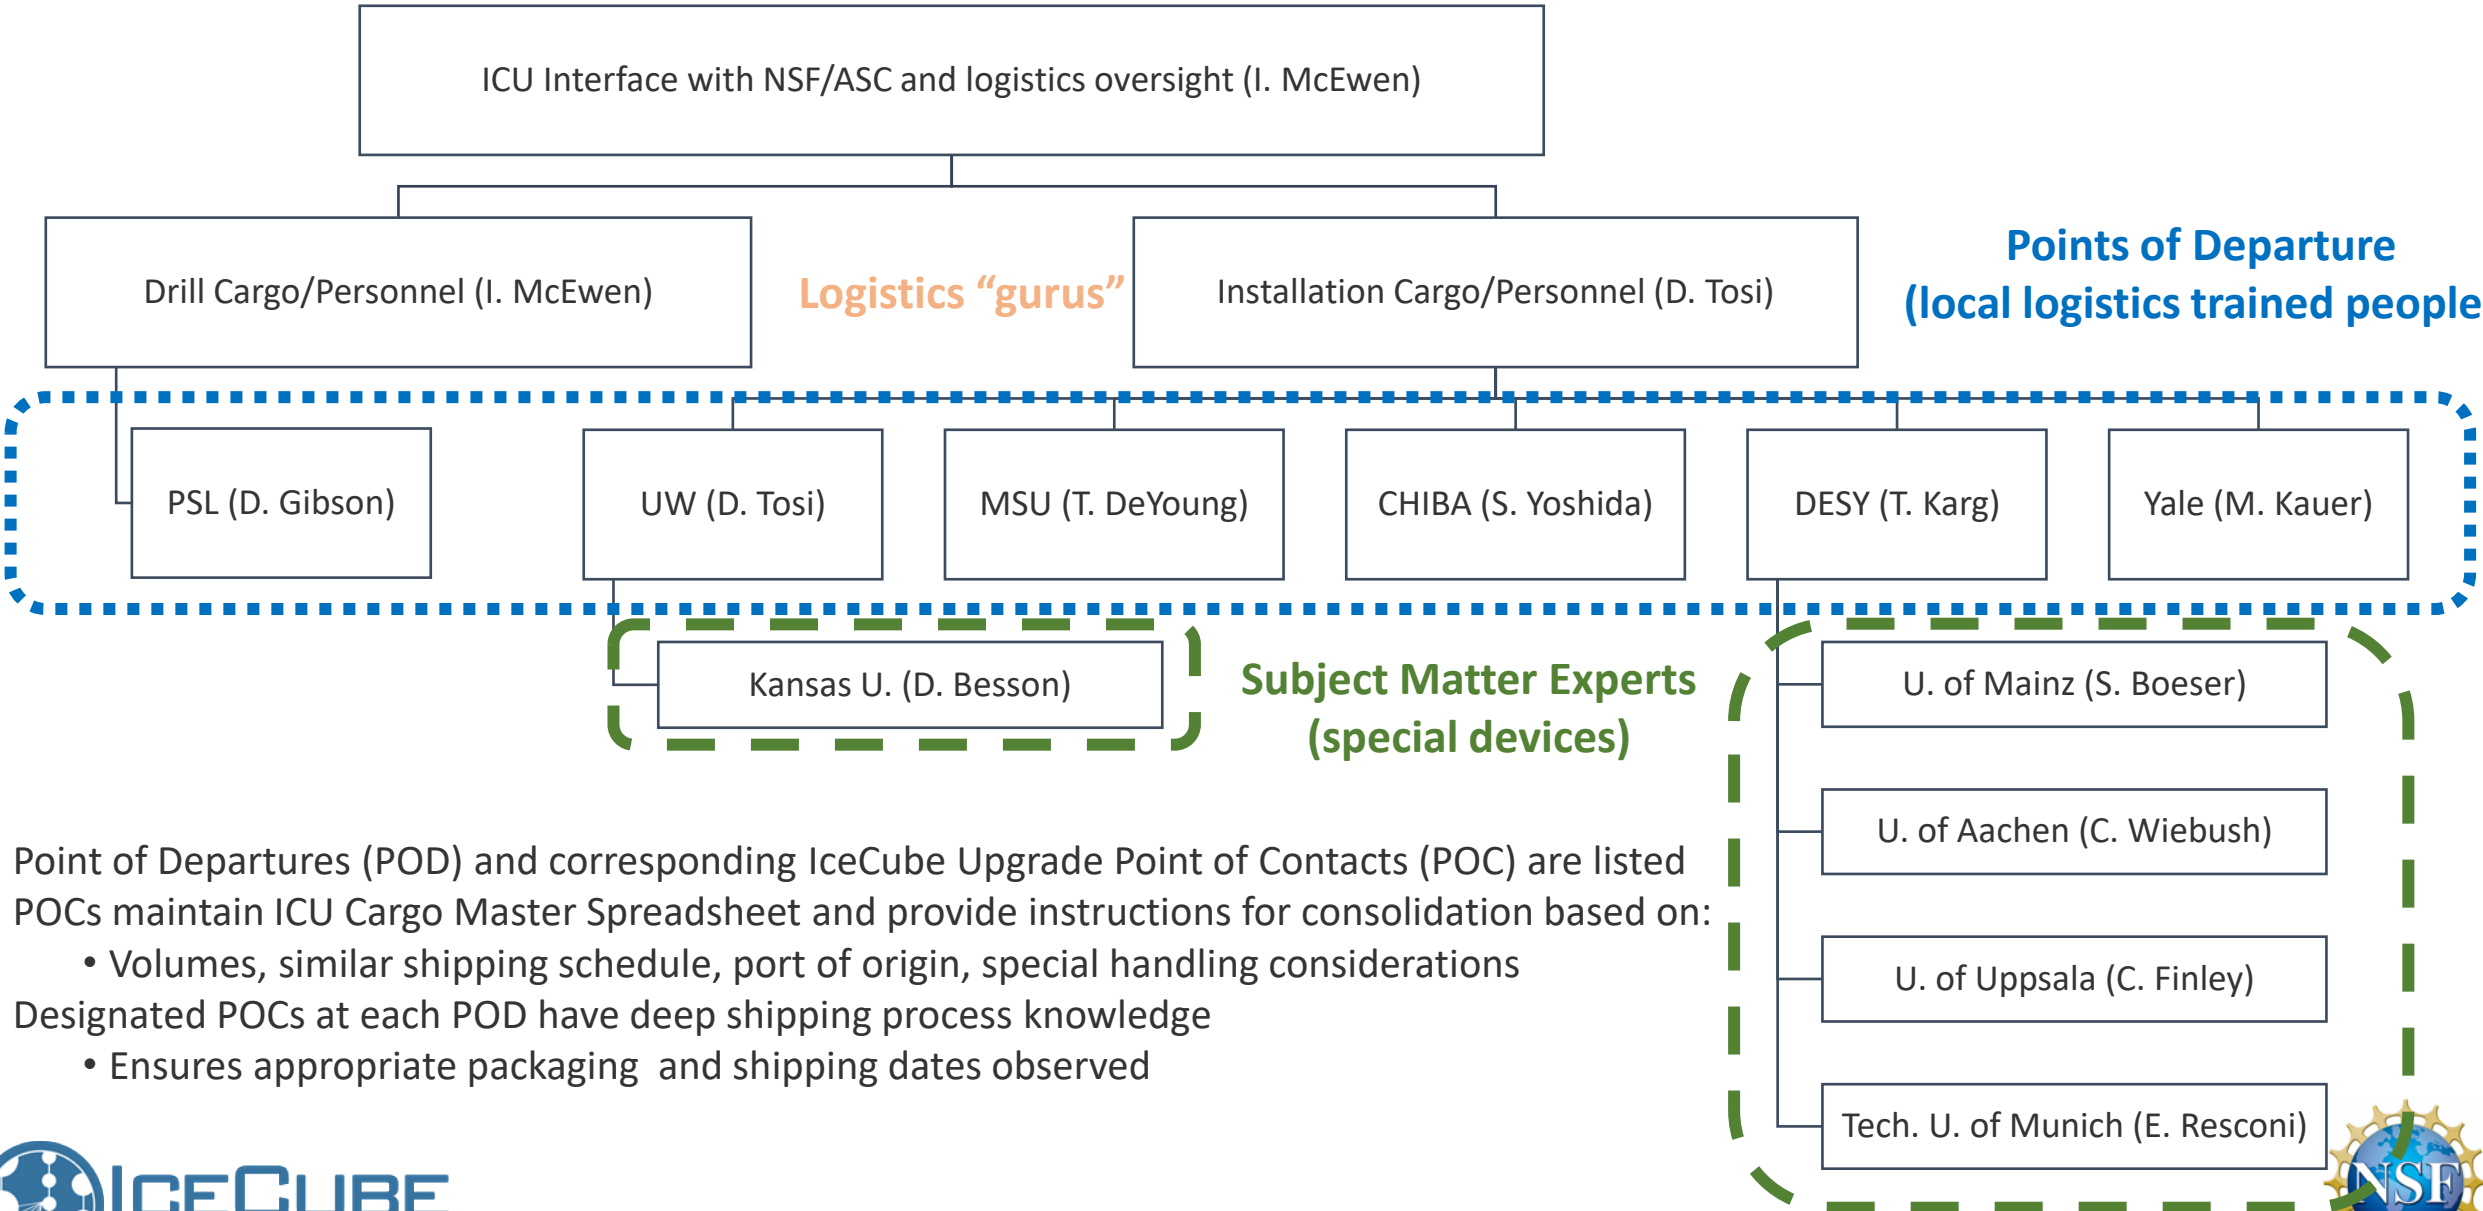 ICU Interface with NSF/ASC and logistics oversight (I. McEwen)
Drill Cargo/Personnel (I. McEwen)
Logistics “gurus”
Installation Cargo/Personnel (D. Tosi)
Points of Departure
(local logistics trained people
PSL (D. Gibson)
UW (D. Tosi)
MSU (T. DeYoung)
CHIBA (S. Yoshida)
DESY (T. Karg)
Yale (M. Kauer)
Kansas U. (D. Besson)
Subject Matter Experts
(special devices)
U. of Mainz (S. Boeser)
U. of Aachen (C. Wiebush)
U. of Uppsala (C. Finley)
Tech. U. of Munich (E. Resconi)
Point of Departures (POD) and corresponding IceCube Upgrade Point of Contacts (POC) are listed
POCs maintain ICU Cargo Master Spreadsheet and provide instructions for consolidation based on:
• Volumes, similar shipping schedule, port of origin, special handling considerations
Designated POCs at each POD have deep shipping process knowledge
• Ensures appropriate packaging  and shipping dates observed
ICECUBE
NSF